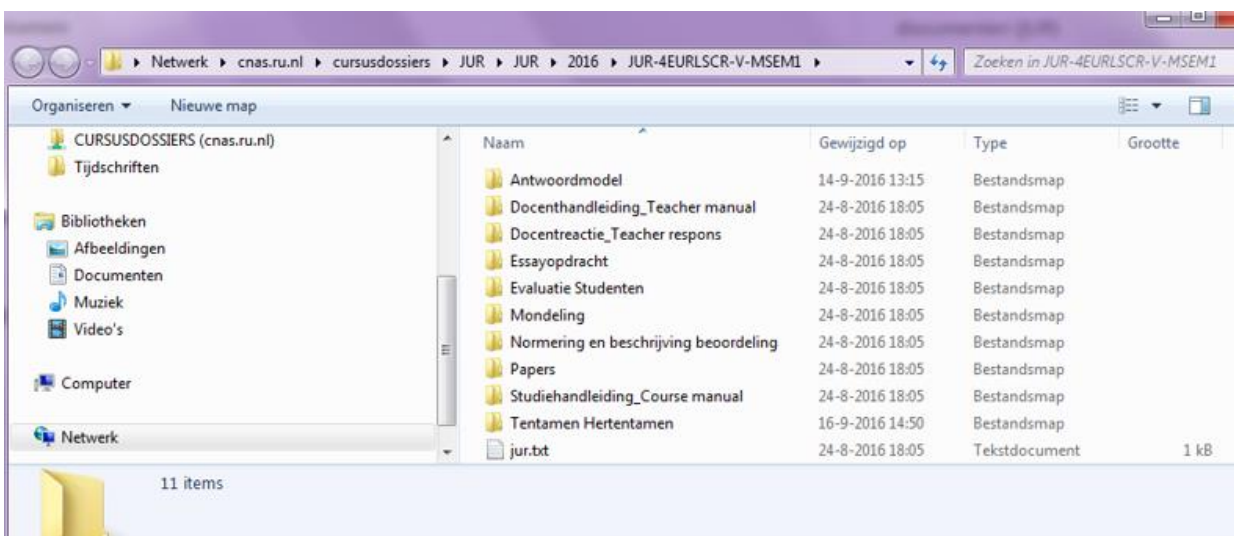 Netwerk ▸ cnas.ru.nl ▸ cursusdossiers ▸ JUR ▸ JUR ▸ 2016 ▸ JUR-4EURLSCR-V-MSEM1 ▸ Zoeken in JUR-4EURLSCR-V-MSEM1
Organiseren Nieuwe map
CURSUSDOSSIERS (cnas.ru.nl)
Tijdschriften
Bibliotheken
Afbeeldingen
Documenten
Muziek
Video's
Computer
Netwerk
Naam Gewijzigd op Type Grootte
Antwoordmodel 14-9-2016 13:15 Bestandsmap
Docenthandleiding_Teacher manual 24-8-2016 18:05 Bestandsmap
Docentreactie_Teacher respons 24-8-2016 18:05 Bestandsmap
Essayopdracht 24-8-2016 18:05 Bestandsmap
Evaluatie Studenten 24-8-2016 18:05 Bestandsmap
Mondeling 24-8-2016 18:05 Bestandsmap
Normering en beschrijving beoordeling 24-8-2016 18:05 Bestandsmap
Papers 24-8-2016 18:05 Bestandsmap
Studiehandleiding_Course manual 24-8-2016 18:05 Bestandsmap
Tentamen Hertentamen 16-9-2016 14:50 Bestandsmap
jur.txt 24-8-2016 18:05 Tekstdocument 1 kB
11 items